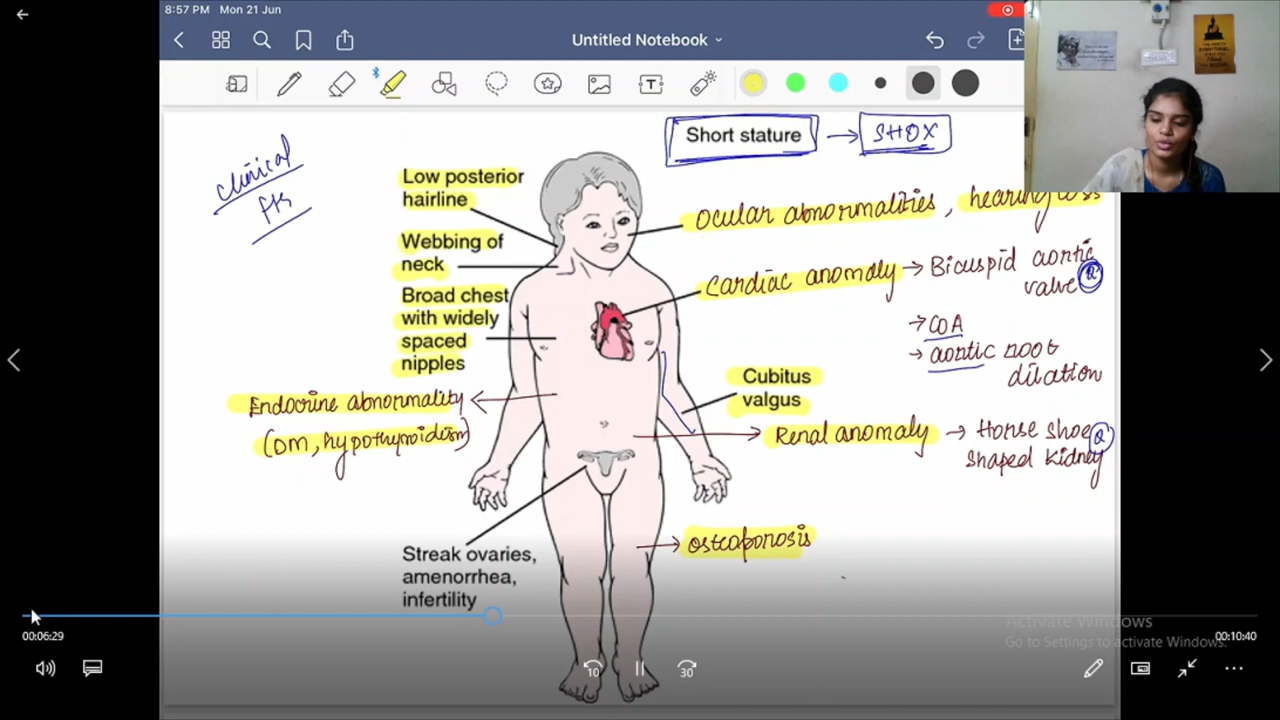 8:57 PM Mon 21 Jun
Untitled Notebook
T
clinical
fts
Short stature → SHOX
Low posterior
hairline
ocular abnormalities, hearing loss
Webbing of
neck
cardiac anomaly → Bicuspid aortic
valve Q
Broad chest
with widely
spaced
nipples
→ COA
→ aortic root
dilation
Cubitus
valgus
Endocrine abnormality
(DM, hypothyroidism)
Renal anomaly → Horse shoe Q
shaped kidney
osteoporosis
Streak ovaries,
amenorrhea,
infertility
Activate Windows
Go to Settings to activate Windows.
00:06:29
00:10:40
10
30